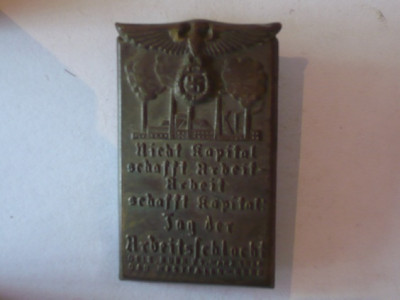 Nicht Kapital
schafft Arbeit
Arbeit
schafft Kapital
Tag der
Arbeitsschlacht